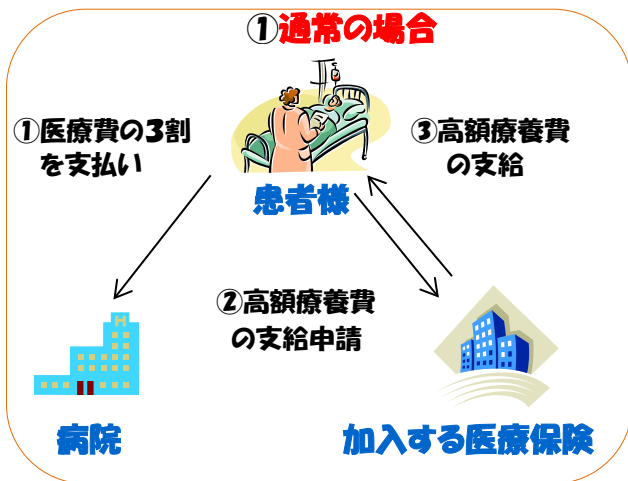 ①通常の場合
①医療費の3割
を支払い
③高額療養費
の支給
患者様
②高額療養費
の支給申請
H
病院
加入する医療保険